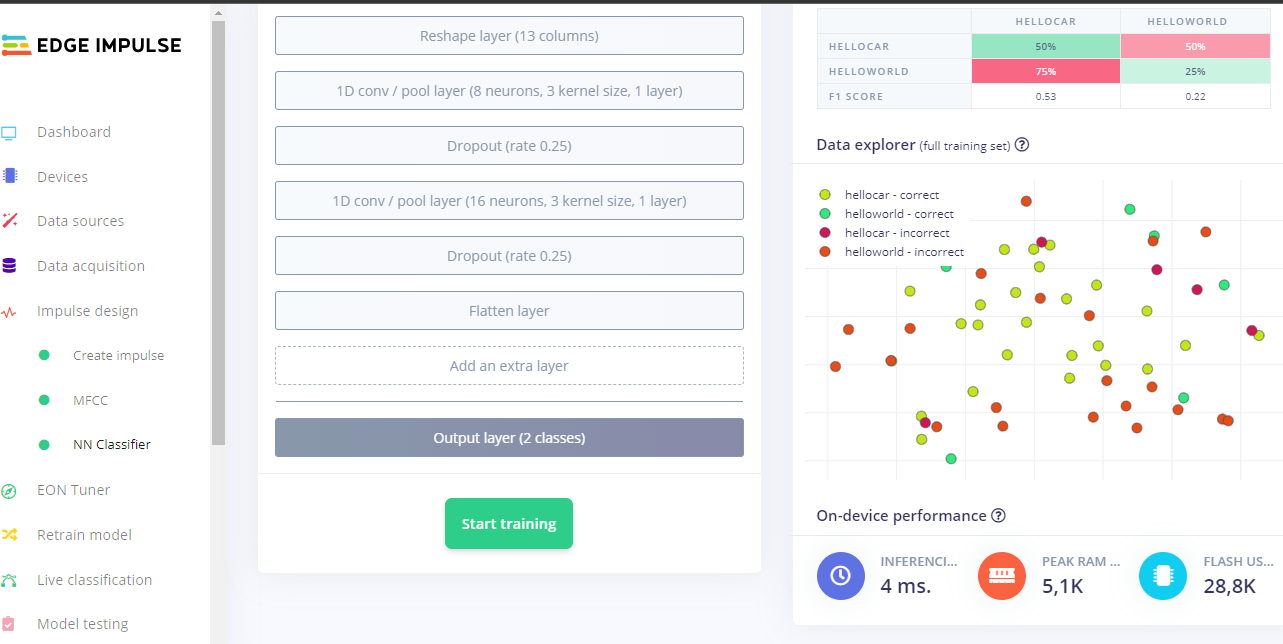 EDGE IMPULSE
Dashboard
Devices
Data sources
Data acquisition
Impulse design
Create impulse
MFCC
NN Classifier
EON Tuner
Retrain model
Live classification
Model testing
Reshape layer (13 columns)
1D conv / pool layer (8 neurons, 3 kernel size, 1 layer)
Dropout (rate 0.25)
1D conv / pool layer (16 neurons, 3 kernel size, 1 layer)
Dropout (rate 0.25)
Flatten layer
Add an extra layer
Output layer (2 classes)
Start training
HELLOCAR HELLOWORLD
HELLOCAR 50% 50%
HELLOWORLD 75% 25%
F1 SCORE 0.53 0.22
Data explorer (full training set) ?
hellocar - correct
helloworld - correct
hellocar - incorrect
helloworld - incorrect
On-device performance ?
INFERENCI... PEAK RAM ... FLASH US...
4 ms. 5,1K 28,8K